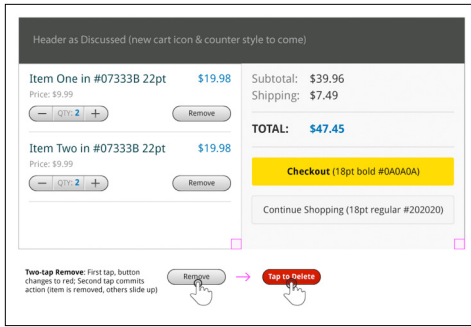 Header as Discussed (new cart icon & counter style to come)
Item One in #07333B 22pt $19.98
Price: $9.99
— QTY: 2 + Remove
Item Two in #07333B 22pt $19.98
Price: $9.99
— QTY: 2 + Remove
Subtotal: $39.96
Shipping: $7.49
TOTAL: $47.45
Checkout (18pt bold #0A0A0A)
Continue Shopping (18pt regular #202020)
Two-tap Remove: First tap, button
changes to red; Second tap commits
action (item is removed, others slide up)
Remove
Tap to Delete